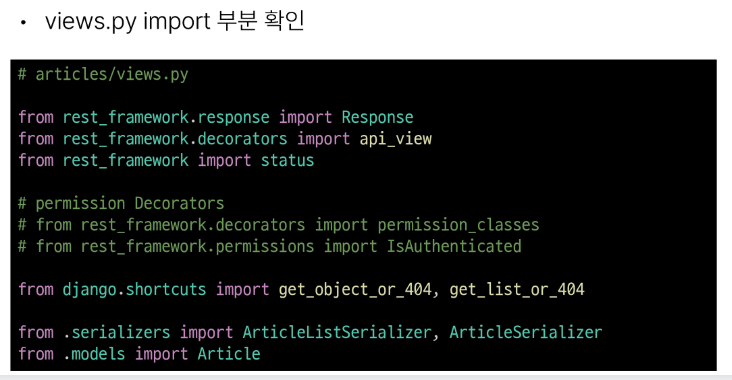 • views.py import 부분 확인
# articles/views.py
from rest_framework.response import Response
from rest_framework.decorators import api_view
from rest_framework import status
# permission Decorators
# from rest_framework.decorators import permission_classes
# from rest_framework.permissions import IsAuthenticated
from django.shortcuts import get_object_or_404, get_list_or_404
from .serializers import ArticleListSerializer, ArticleSerializer
from .models import Article